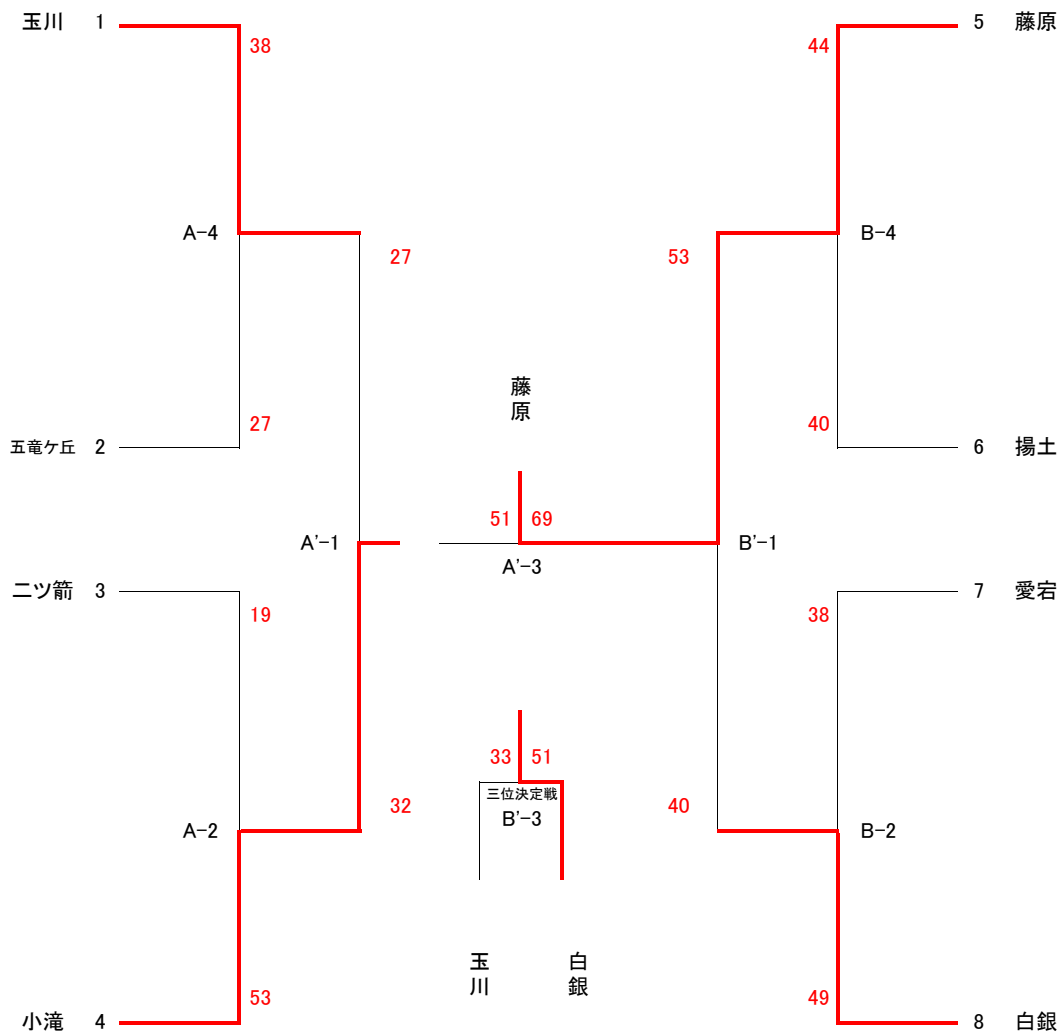 玉川 1
38
44
5 藤原
A-4
27
53
B-4
藤原
五竜ケ丘 2
27
40
6 揚土
51 69
A'-1
A'-3
B'-1
二ツ箭 3
19
38
7 愛宕
33 51
三位決定戦
B'-3
A-2
32
40
B-2
玉川
白銀
小滝 4
53
49
8 白銀